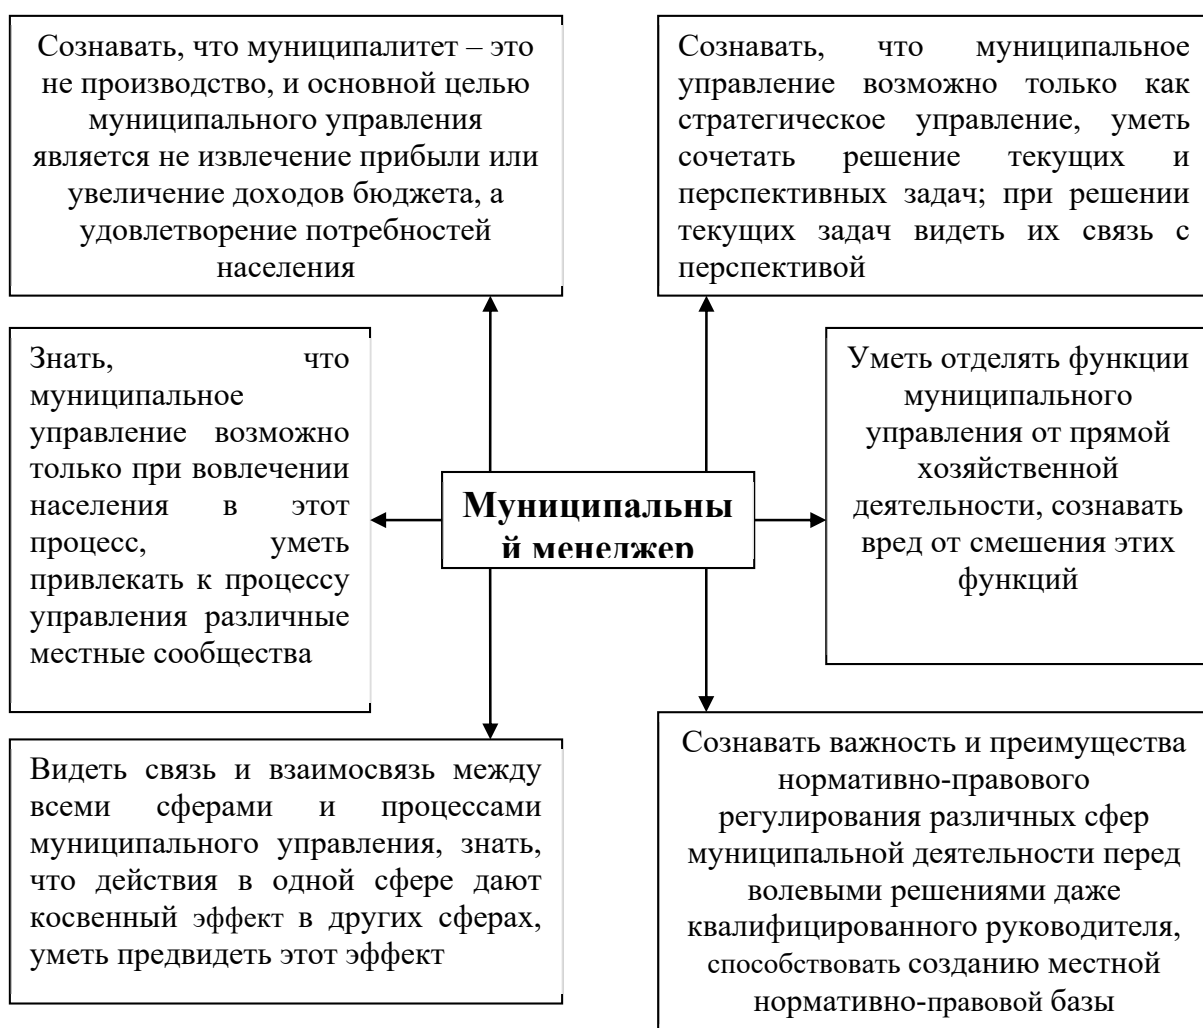 Сознавать, что муниципалитет – это
не производство, и основной целью
муниципального управления
является не извлечение прибыли или
увеличение доходов бюджета, а
удовлетворение потребностей
населения
Сознавать, что муниципальное
управление возможно только как
стратегическое управление, уметь
сочетать решение текущих и
перспективных задач; при решении
текущих задач видеть их связь с
перспективой
Знать, что
муниципальное
управление возможно
только при вовлечении
населения в этот
процесс, уметь
привлекать к процессу
управления различные
местные сообщества
Муниципальны
й менеджер
Уметь отделять функции
муниципального
управления от прямой
хозяйственной
деятельности, сознавать
вред от смешения этих
функций
Видеть связь и взаимосвязь между
всеми сферами и процессами
муниципального управления, знать,
что действия в одной сфере дают
косвенный эффект в других сферах,
уметь предвидеть этот эффект
Сознавать важность и преимущества
нормативно-правового
регулирования различных сфер
муниципальной деятельности перед
волевыми решениями даже
квалифицированного руководителя,
способствовать созданию местной
нормативно-правовой базы